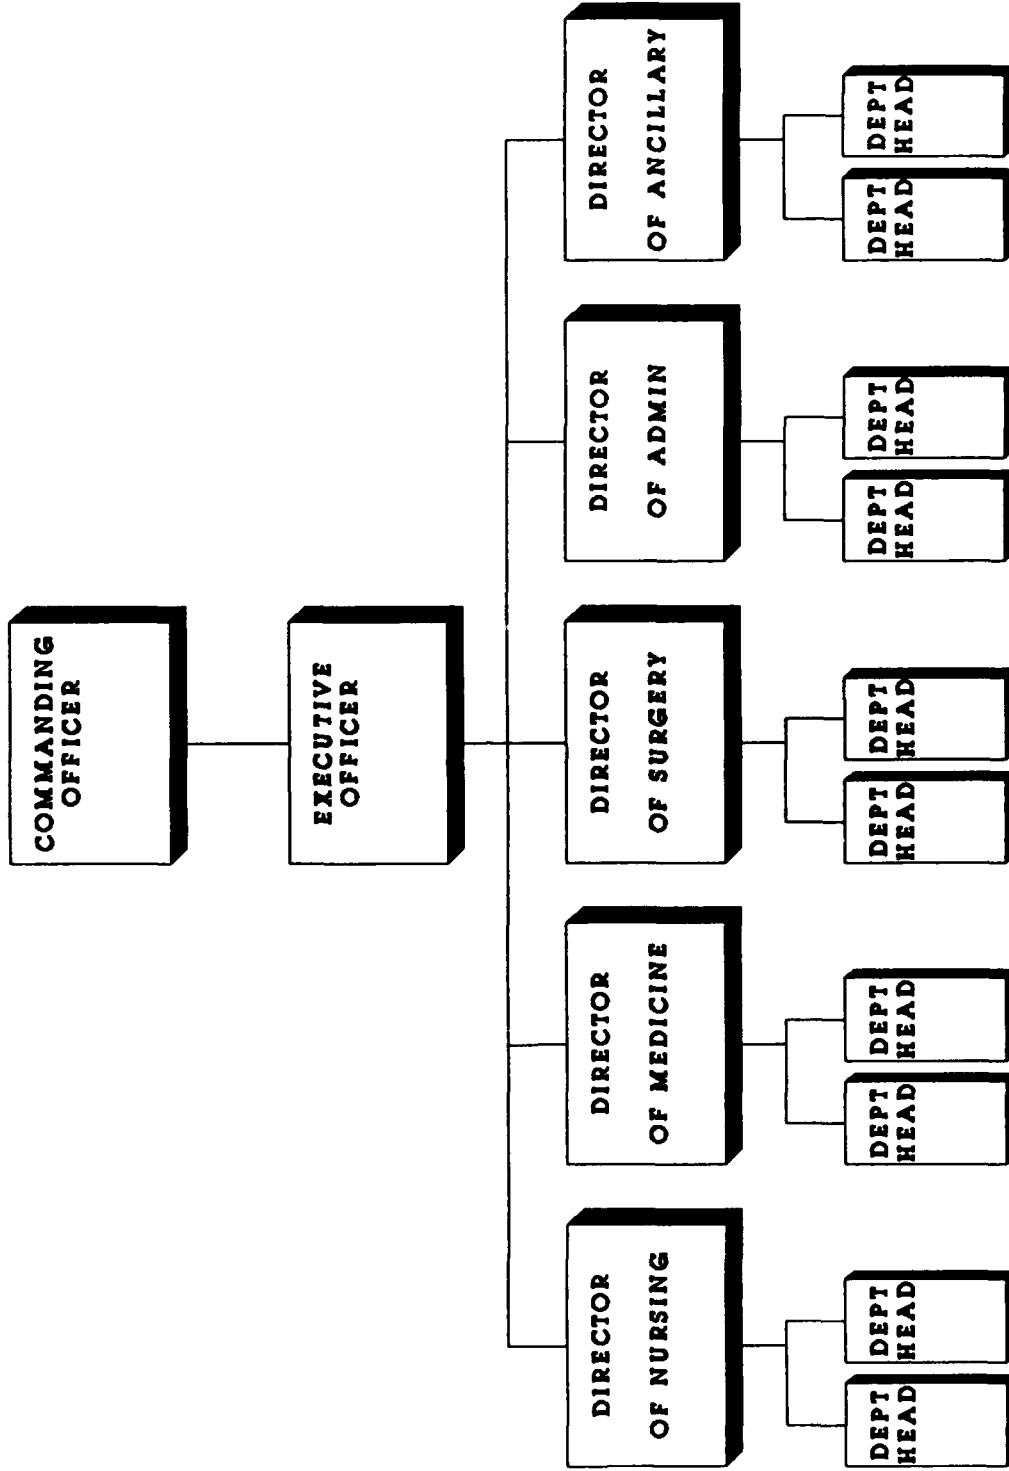 COMMANDING
OFFICER
EXECUTIVE
OFFICER
DIRECTOR
OF NURSING
DIRECTOR
OF MEDICINE
DIRECTOR
OF SURGERY
DIRECTOR
OF ADMIN
DIRECTOR
OF ANCILLARY
DEPT
HEAD
DEPT
HEAD
DEPT
HEAD
DEPT
HEAD
DEPT
HEAD
DEPT
HEAD
DEPT
HEAD
DEPT
HEAD
DEPT
HEAD
DEPT
HEAD